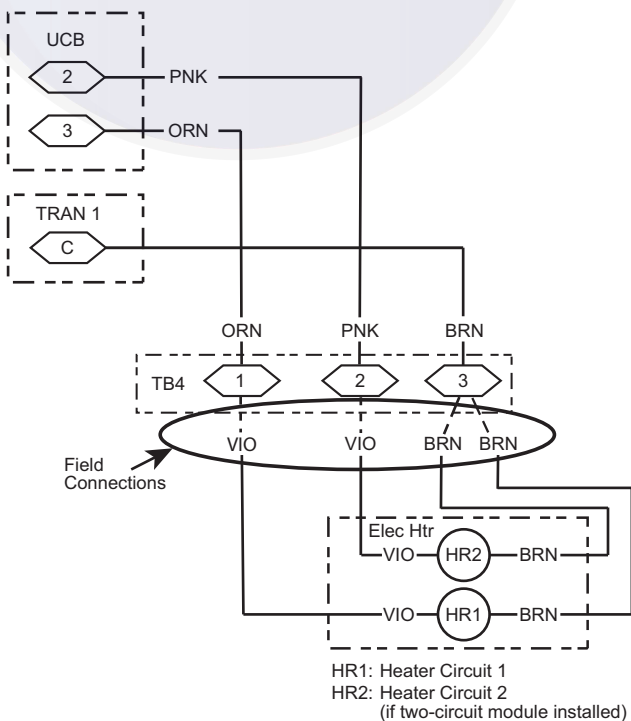 UCB
2
PNK
3
ORN
TRAN 1
C
ORN
PNK
BRN
TB4
1
2
3
VIO
VIO
BRN
BRN
Field
Connections
Elec Htr
VIO
HR2
BRN
VIO
HR1
BRN
HR1: Heater Circuit 1
HR2: Heater Circuit 2
(if two-circuit module installed)